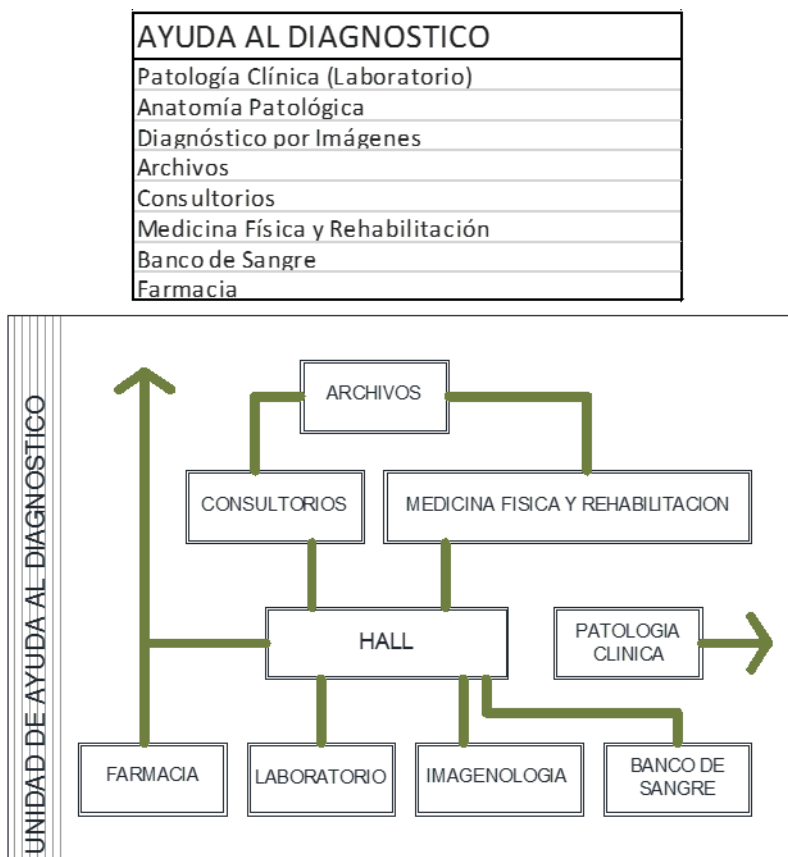 AYUDA AL DIAGNOSTICO
Patología Clínica (Laboratorio)
Anatomía Patológica
Diagnóstico por Imágenes
Archivos
Consultorios
Medicina Física y Rehabilitación
Banco de Sangre
Farmacia
UNIDAD DE AYUDA AL DIAGNOSTICO
ARCHIVOS
CONSULTORIOS
MEDICINA FISICA Y REHABILITACION
HALL
PATOLOGIA
CLINICA
FARMACIA
LABORATORIO
IMAGENOLOGIA
BANCO DE
SANGRE